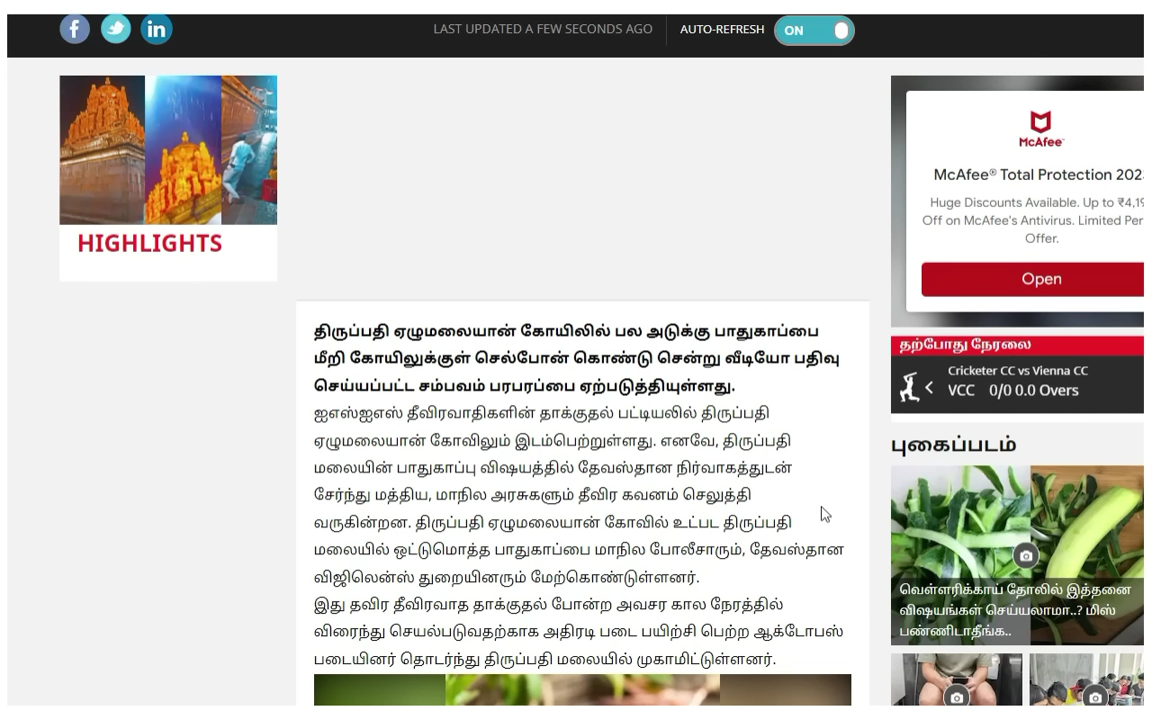 LAST UPDATED A FEW SECONDS AGO
AUTO-REFRESH
ON
HIGHLIGHTS
திருப்பதி ஏழுமலையான் கோயிலில் பல அடுக்கு பாதுகாப்பை
மீறி கோயிலுக்குள் செல்போன் கொண்டு சென்று வீடியோ பதிவு
செய்யப்பட்ட சம்பவம் பரபரப்பை ஏற்படுத்தியுள்ளது.
ஐஎஸ்ஐஎஸ் தீவிரவாதிகளின் தாக்குதல் பட்டியலில் திருப்பதி
ஏழுமலையான் கோவிலும் இடம்பெற்றுள்ளது. எனவே, திருப்பதி
மலையின் பாதுகாப்பு விஷயத்தில் தேவஸ்தான நிர்வாகத்துடன்
சேர்ந்து மத்திய, மாநில அரசுகளும் தீவிர கவனம் செலுத்தி
வருகின்றன. திருப்பதி ஏழுமலையான் கோவில் உட்பட திருப்பதி
மலையில் ஒட்டுமொத்த பாதுகாப்பை மாநில போலீசாரும், தேவஸ்தான
விஜிலென்ஸ் துறையினரும் மேற்கொண்டுள்ளனர்.
இது தவிர தீவிரவாத தாக்குதல் போன்ற அவசர கால நேரத்தில்
விரைந்து செயல்படுவதற்காக அதிரடி படை பயிற்சி பெற்ற ஆக்டோபஸ்
படையினர் தொடர்ந்து திருப்பதி மலையில் முகாமிட்டுள்ளனர்.
McAfee
McAfee® Total Protection 202
Huge Discounts Available. Up to ₹4,19
Off on McAfee's Antivirus. Limited Per
Offer.
Open
தற்போது நேரலை
Cricketer CC vs Vienna CC
VCC 0/0 0.0 Overs
புகைப்படம்
வெள்ளரிக்காய் தோலில் இத்தனை
விஷயங்கள் செய்யலாமா..? மிஸ்
பண்ணிடாதீங்க..